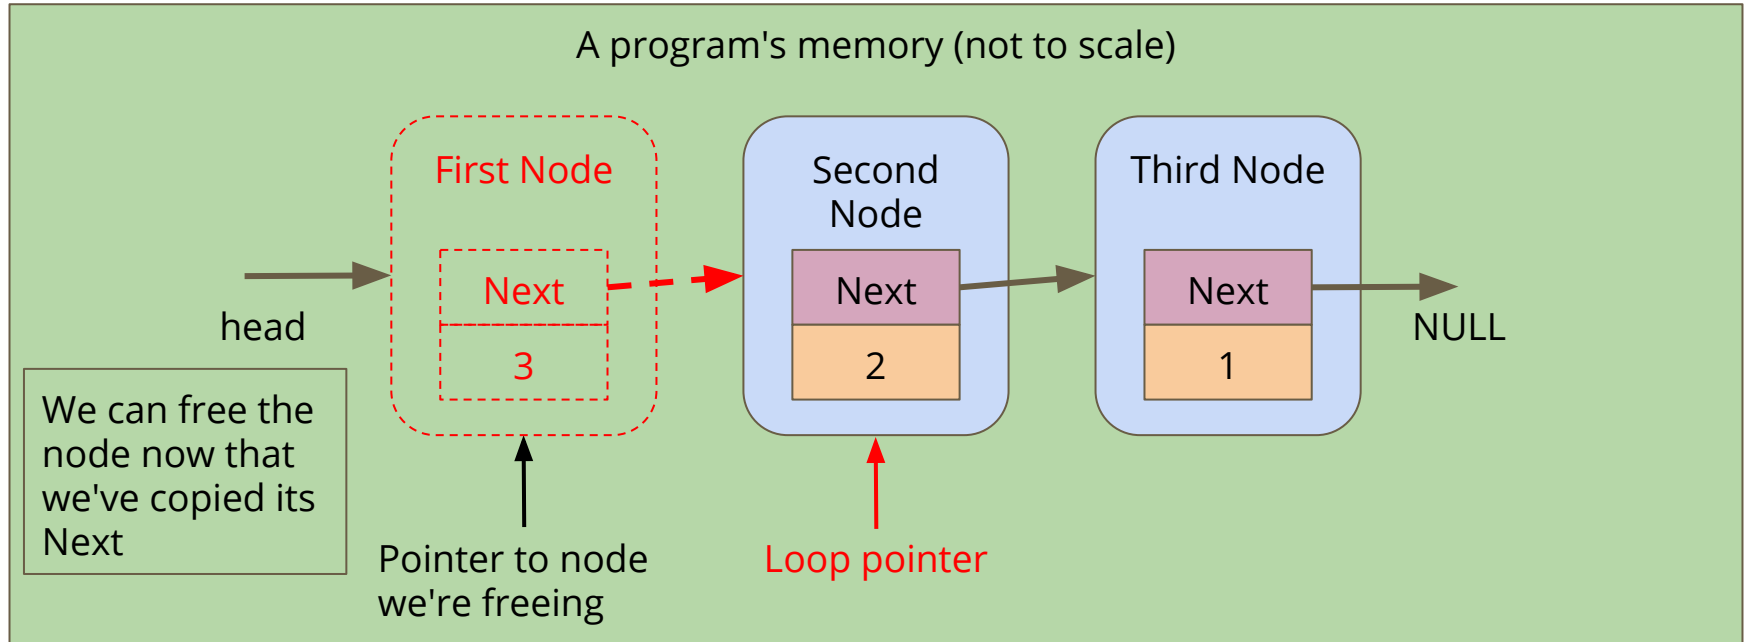 A program's memory (not to scale)
First Node
Next
3
Second
Node
Next
2
Third Node
Next
1
head
NULL
We can free the
node now that
we've copied its
Next
Pointer to node
we're freeing
Loop pointer